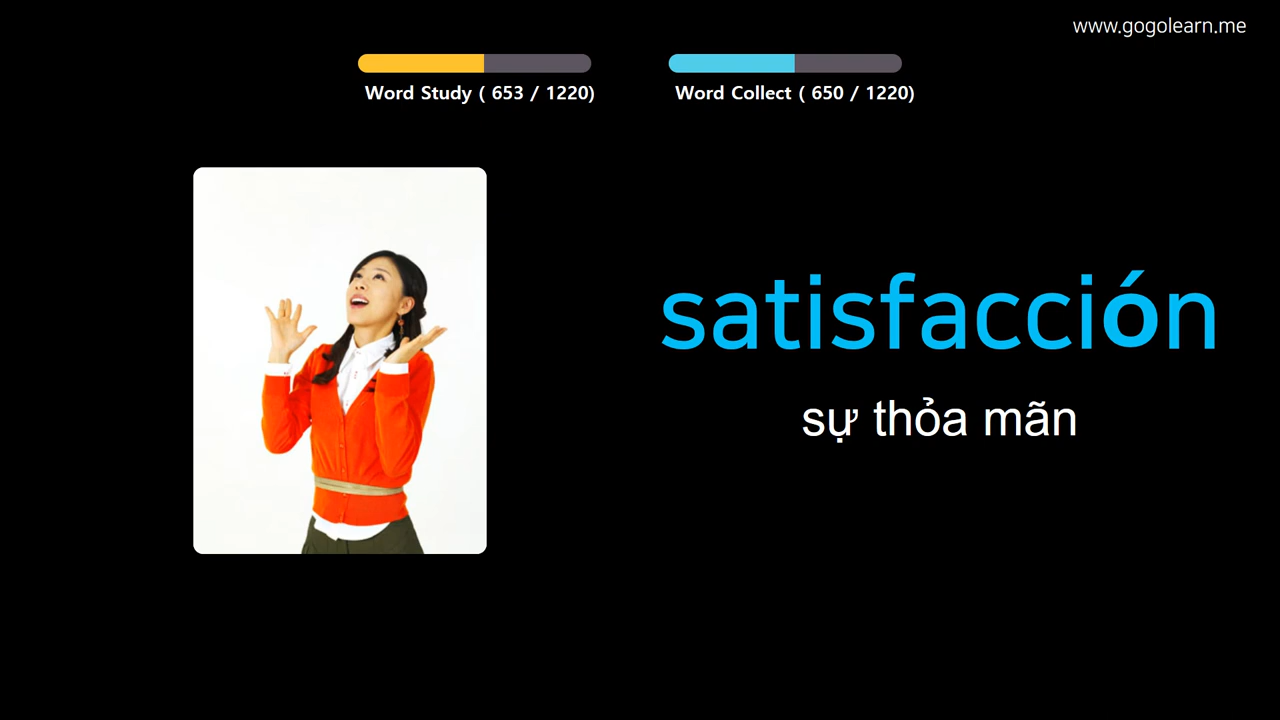 www.gogolearn.me
Word Study ( 653 / 1220)
Word Collect ( 650 / 1220)
satisfacción
sự thỏa mãn